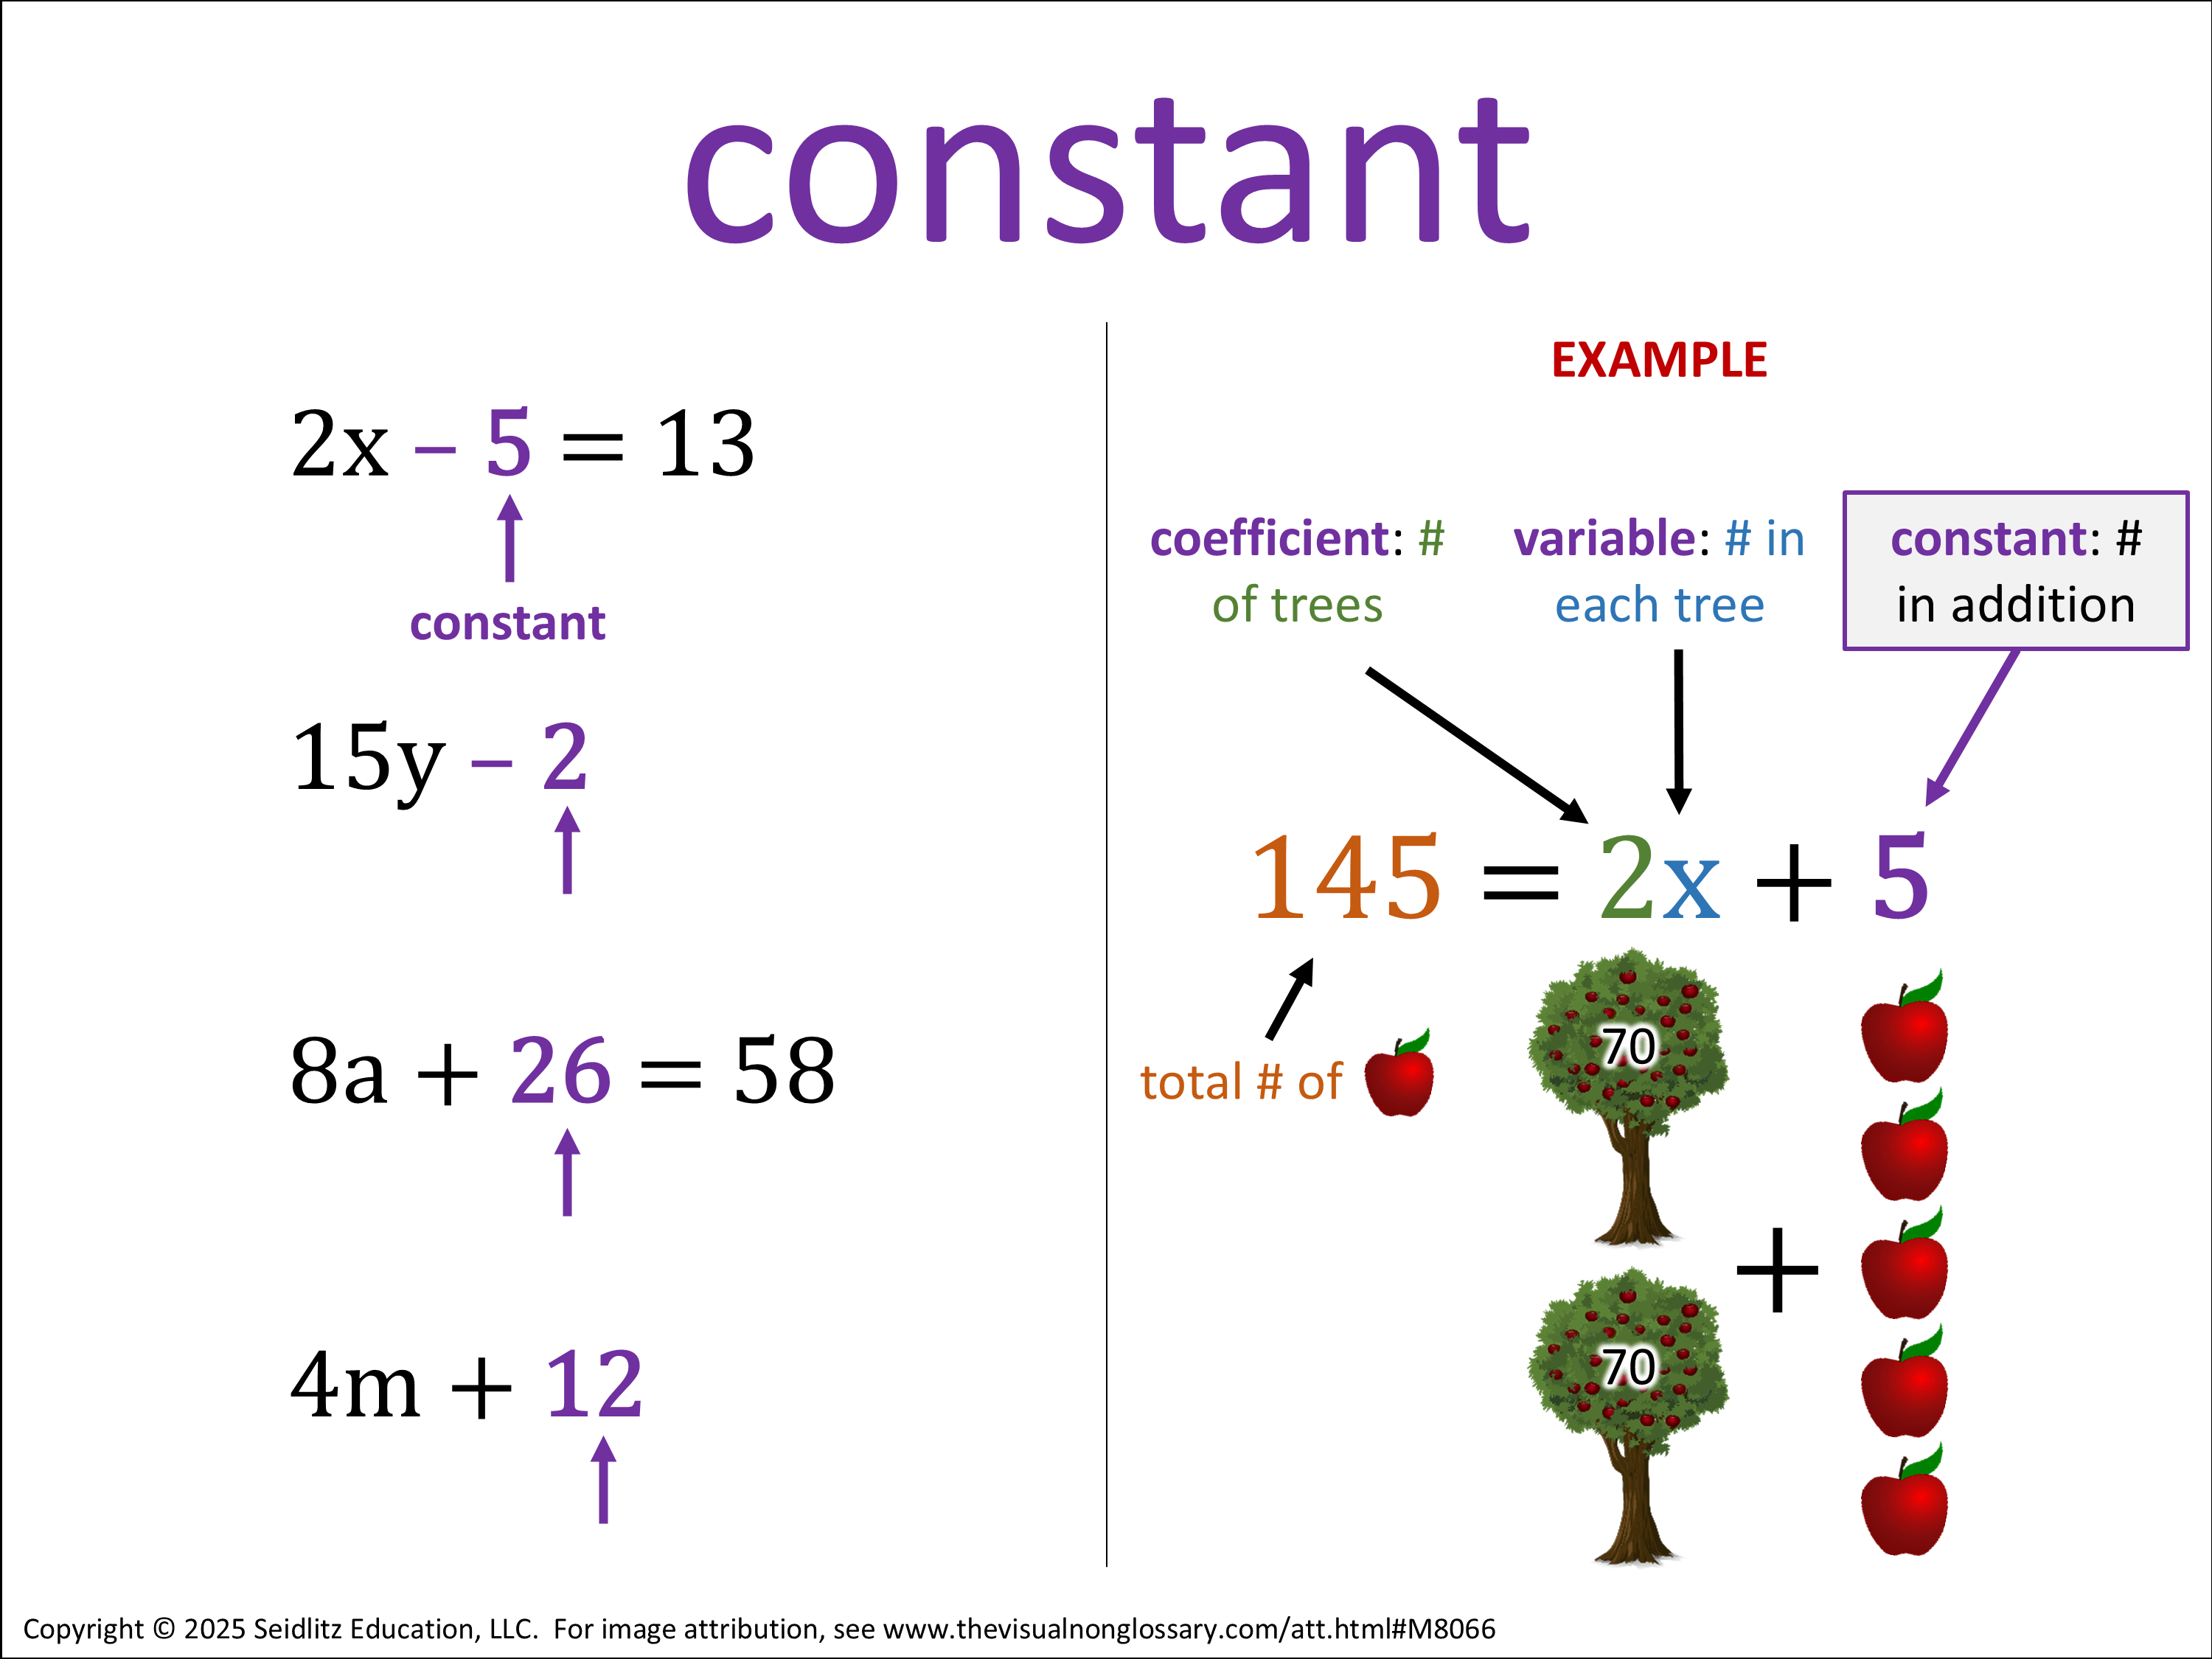 constant
2x – 5 = 13
constant
15y – 2
8a + 26 = 58
4m + 12
EXAMPLE
coefficient: #
of trees
variable: # in
each tree
constant: #
in addition
145 = 2x + 5
total # of
70
+
70
Copyright © 2025 Seidlitz Education, LLC.  For image attribution, see www.thevisualnonglossary.com/att.html#M8066